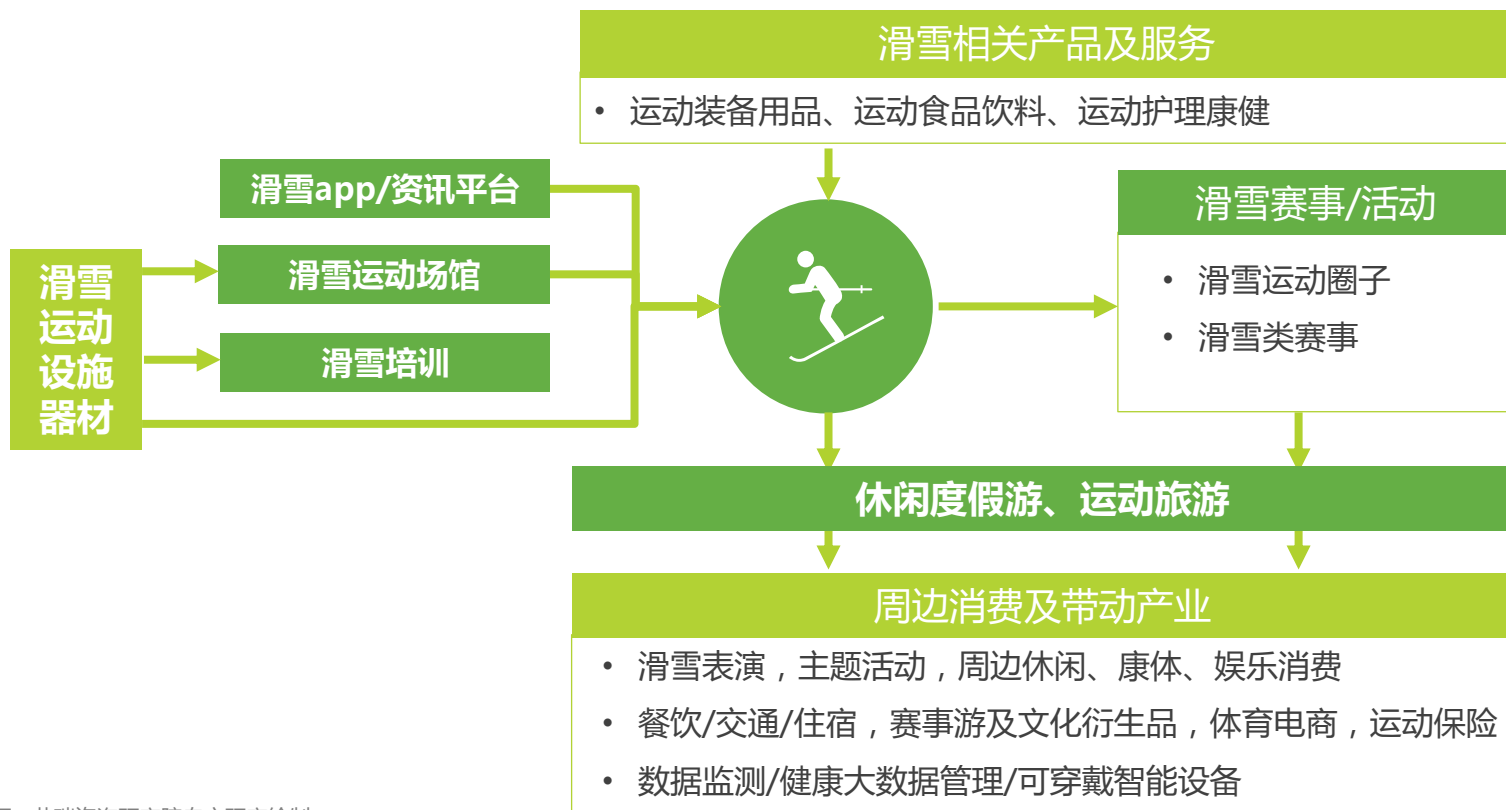 滑雪相关产品及服务
• 运动装备用品、运动食品饮料、运动护理康健
滑雪app/资讯平台
滑雪运动场馆
滑雪培训
滑雪
运动
设施
器材
滑雪赛事/活动
• 滑雪运动圈子
• 滑雪类赛事
休闲度假游、运动旅游
周边消费及带动产业
• 滑雪表演，主题活动，周边休闲、康体、娱乐消费
• 餐饮/交通/住宿，赛事游及文化衍生品，体育电商，运动保险
• 数据监测/健康大数据管理/可穿戴智能设备